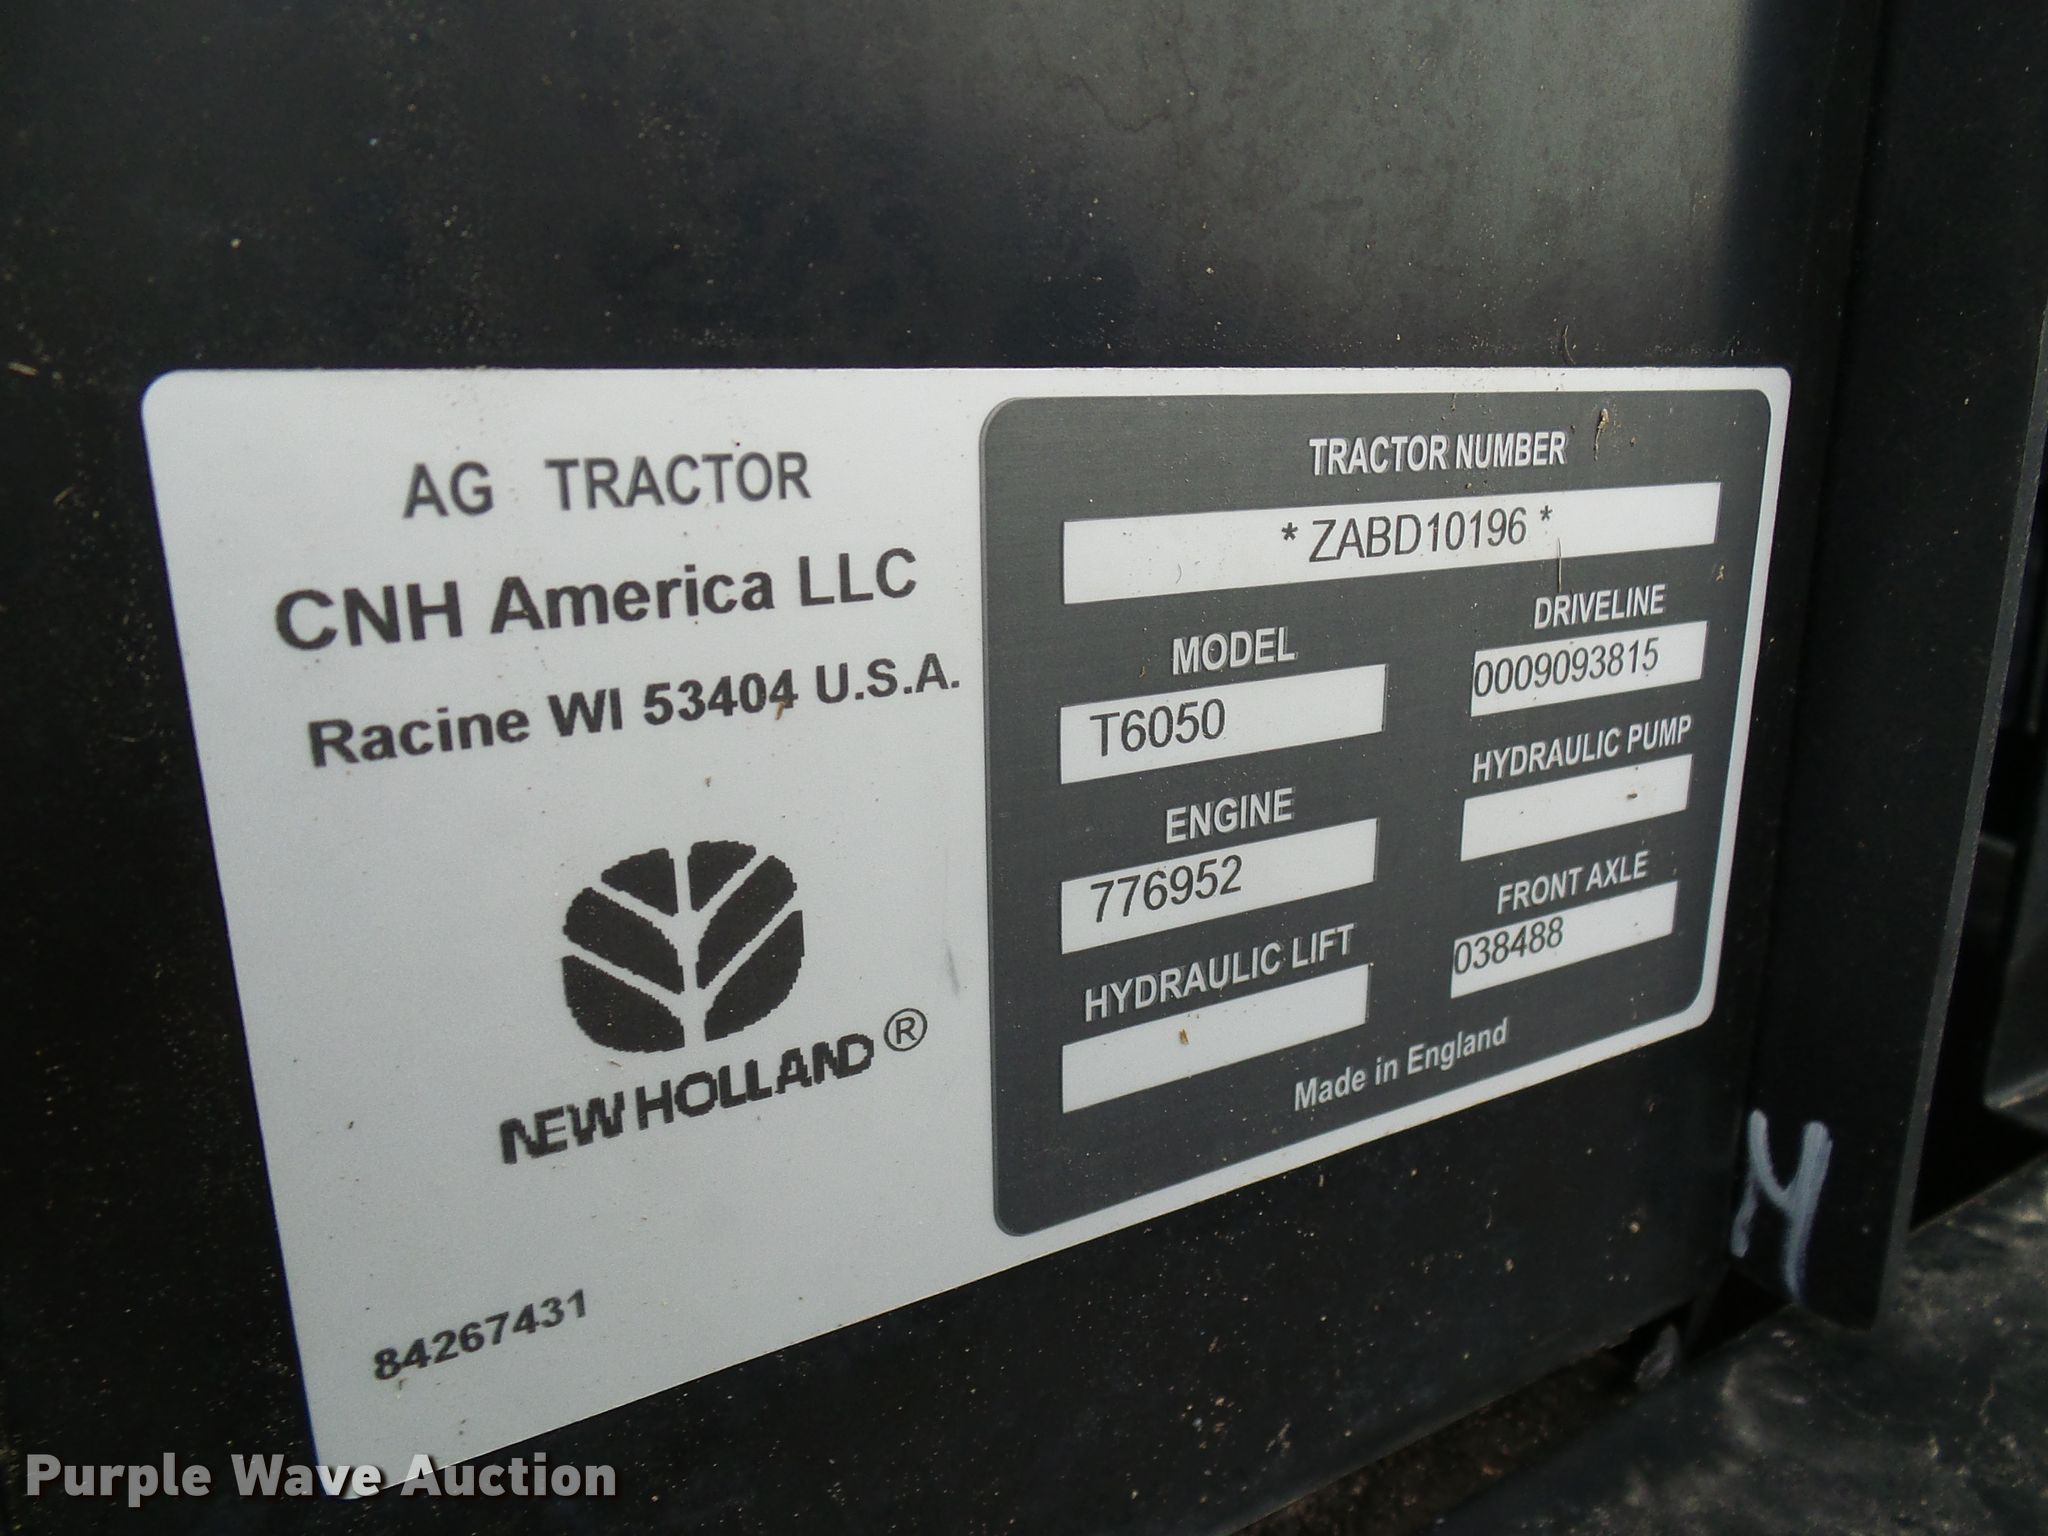 AG TRACTOR
CNH America LLC
Racine WI 53404 U.S.A.
NEW HOLLAND®
84267431
TRACTOR NUMBER
* ZABD10196 *
MODEL
T6050
DRIVELINE
0009093815
ENGINE
776952
HYDRAULIC PUMP
HYDRAULIC LIFT
FRONT AXLE
038488
Made in England
Purple Wave Auction